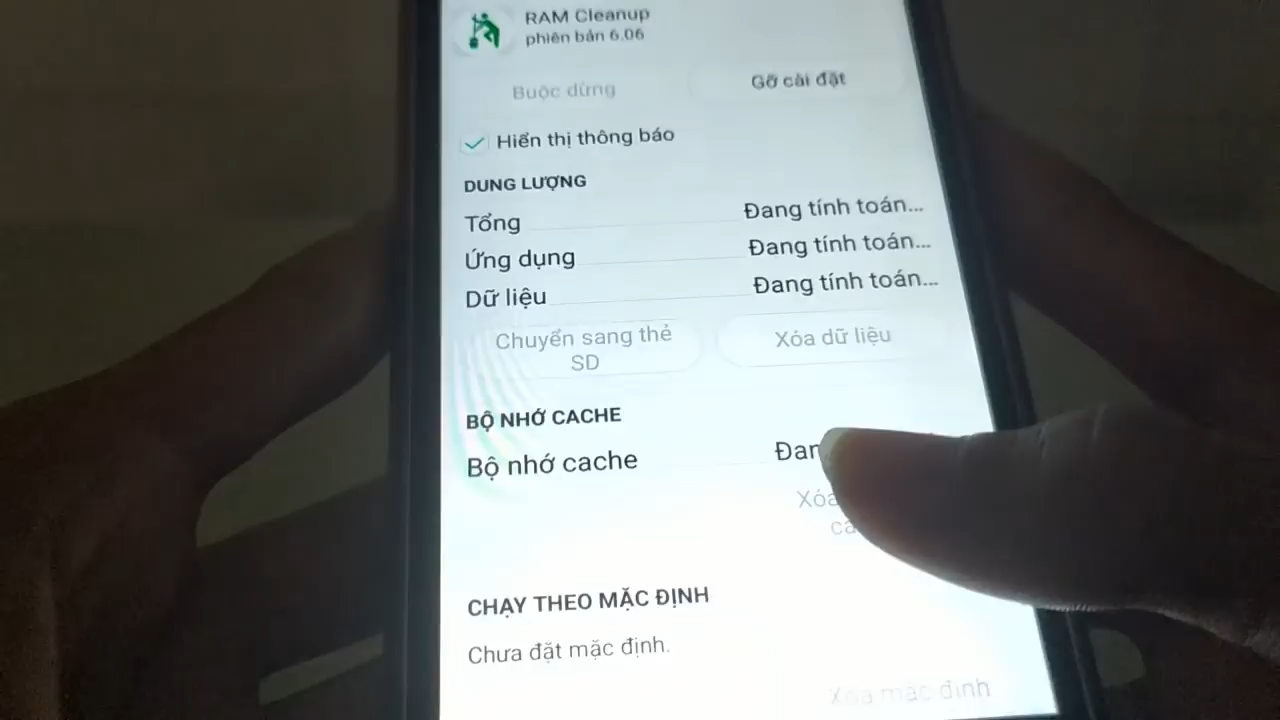 RAM Cleanup
phiên bản 6.06
Buộc dừng
Gỡ cài đặt
Hiển thị thông báo
DUNG LƯỢNG
Tổng Đang tính toán...
Ứng dụng Đang tính toán...
Dữ liệu Đang tính toán...
Chuyển sang thẻ
SD
Xóa dữ liệu
BỘ NHỚ CACHE
Bộ nhớ cache
CHẠY THEO MẶC ĐỊNH
Chưa đặt mặc định.
Xóa mặc định